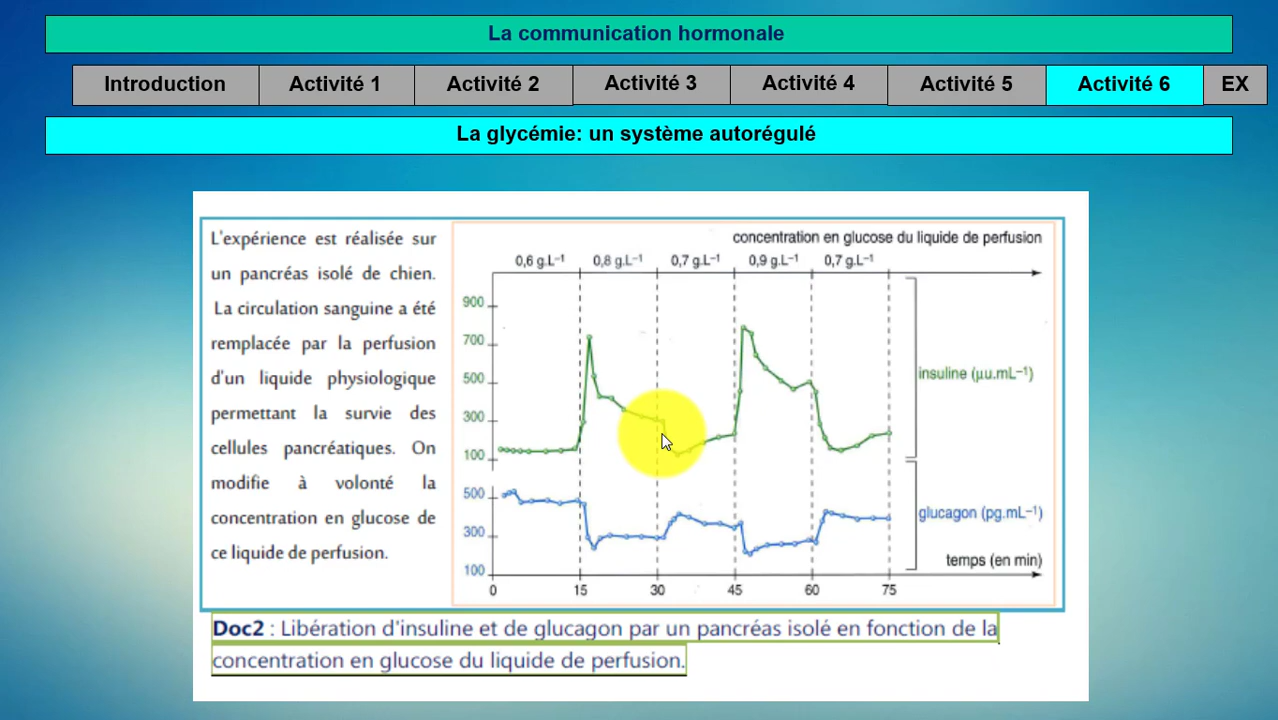 La communication hormonale
Introduction
Activité 1
Activité 2
Activité 3
Activité 4
Activité 5
Activité 6
EX
La glycémie: un système autorégulé
L'expérience est réalisée sur
un pancréas isolé de chien.
La circulation sanguine a été
remplacée par la perfusion
d'un liquide physiologique
permettant la survie des
cellules pancréatiques. On
modifie à volonté la
concentration en glucose de
ce liquide de perfusion.
concentration en glucose du liquide de perfusion
0,6 g.L⁻¹ 0,8 g.L⁻¹ 0,7 g.L⁻¹ 0,9 g.L⁻¹ 0,7 g.L⁻¹
900
700
500
300
100
insuline (µu.mL⁻¹)
500
300
100
glucagon (pg.mL⁻¹)
temps (en min)
0 15 30 45 60 75
Doc2 : Libération d'insuline et de glucagon par un pancréas isolé en fonction de la
concentration en glucose du liquide de perfusion.